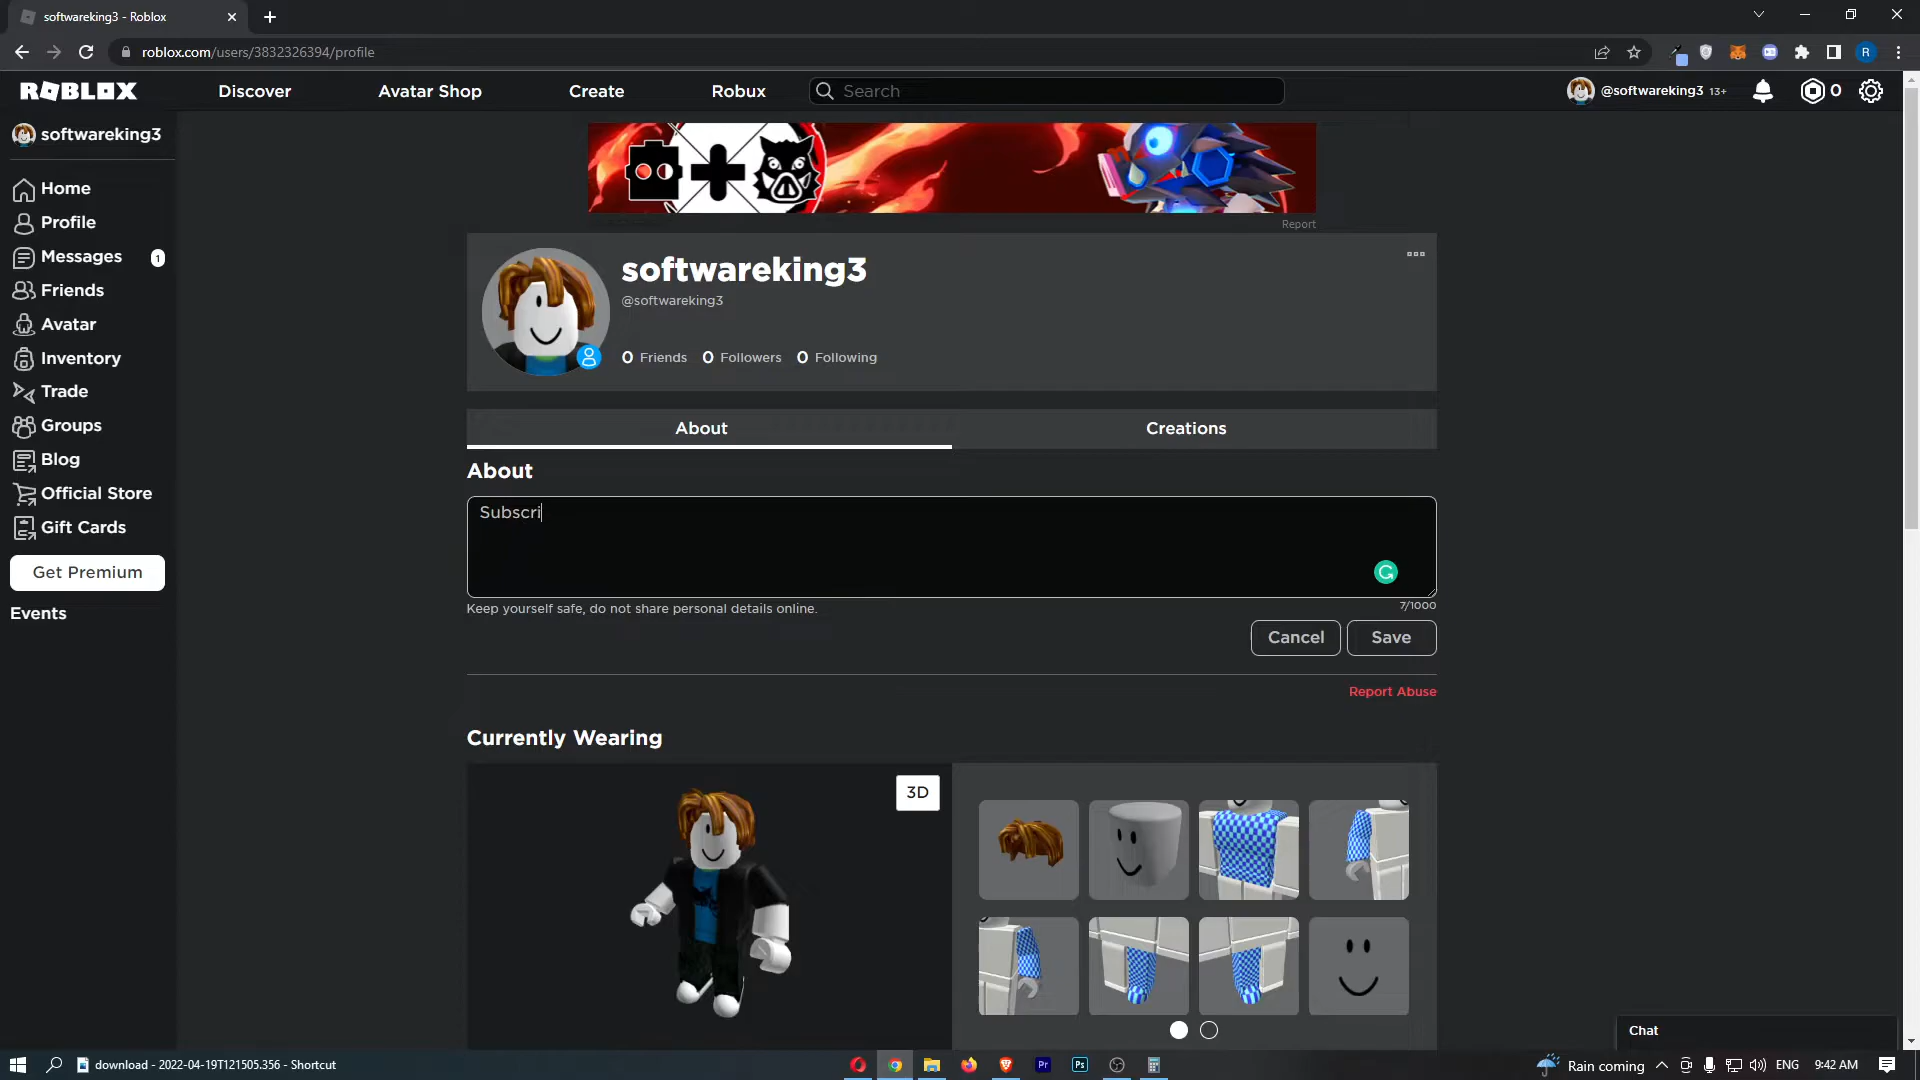 softwareking3 - Roblox
roblox.com/users/3832326394/profile
R
ROBLOX
Discover
Avatar Shop
Create
Robux
Search
@softwareking3 13+
0
softwareking3
Home
Profile
Messages 1
Friends
Avatar
Inventory
Trade
Groups
Blog
Official Store
Gift Cards
Get Premium
Events
Report
softwareking3
@softwareking3
0 Friends 0 Followers 0 Following
About
Creations
About
Subscri
Keep yourself safe, do not share personal details online.
7/1000
Cancel
Save
Report Abuse
Currently Wearing
3D
Chat
download - 2022-04-19T121505.356 - Shortcut
Pr
Ps
Rain coming
ENG
9:42 AM